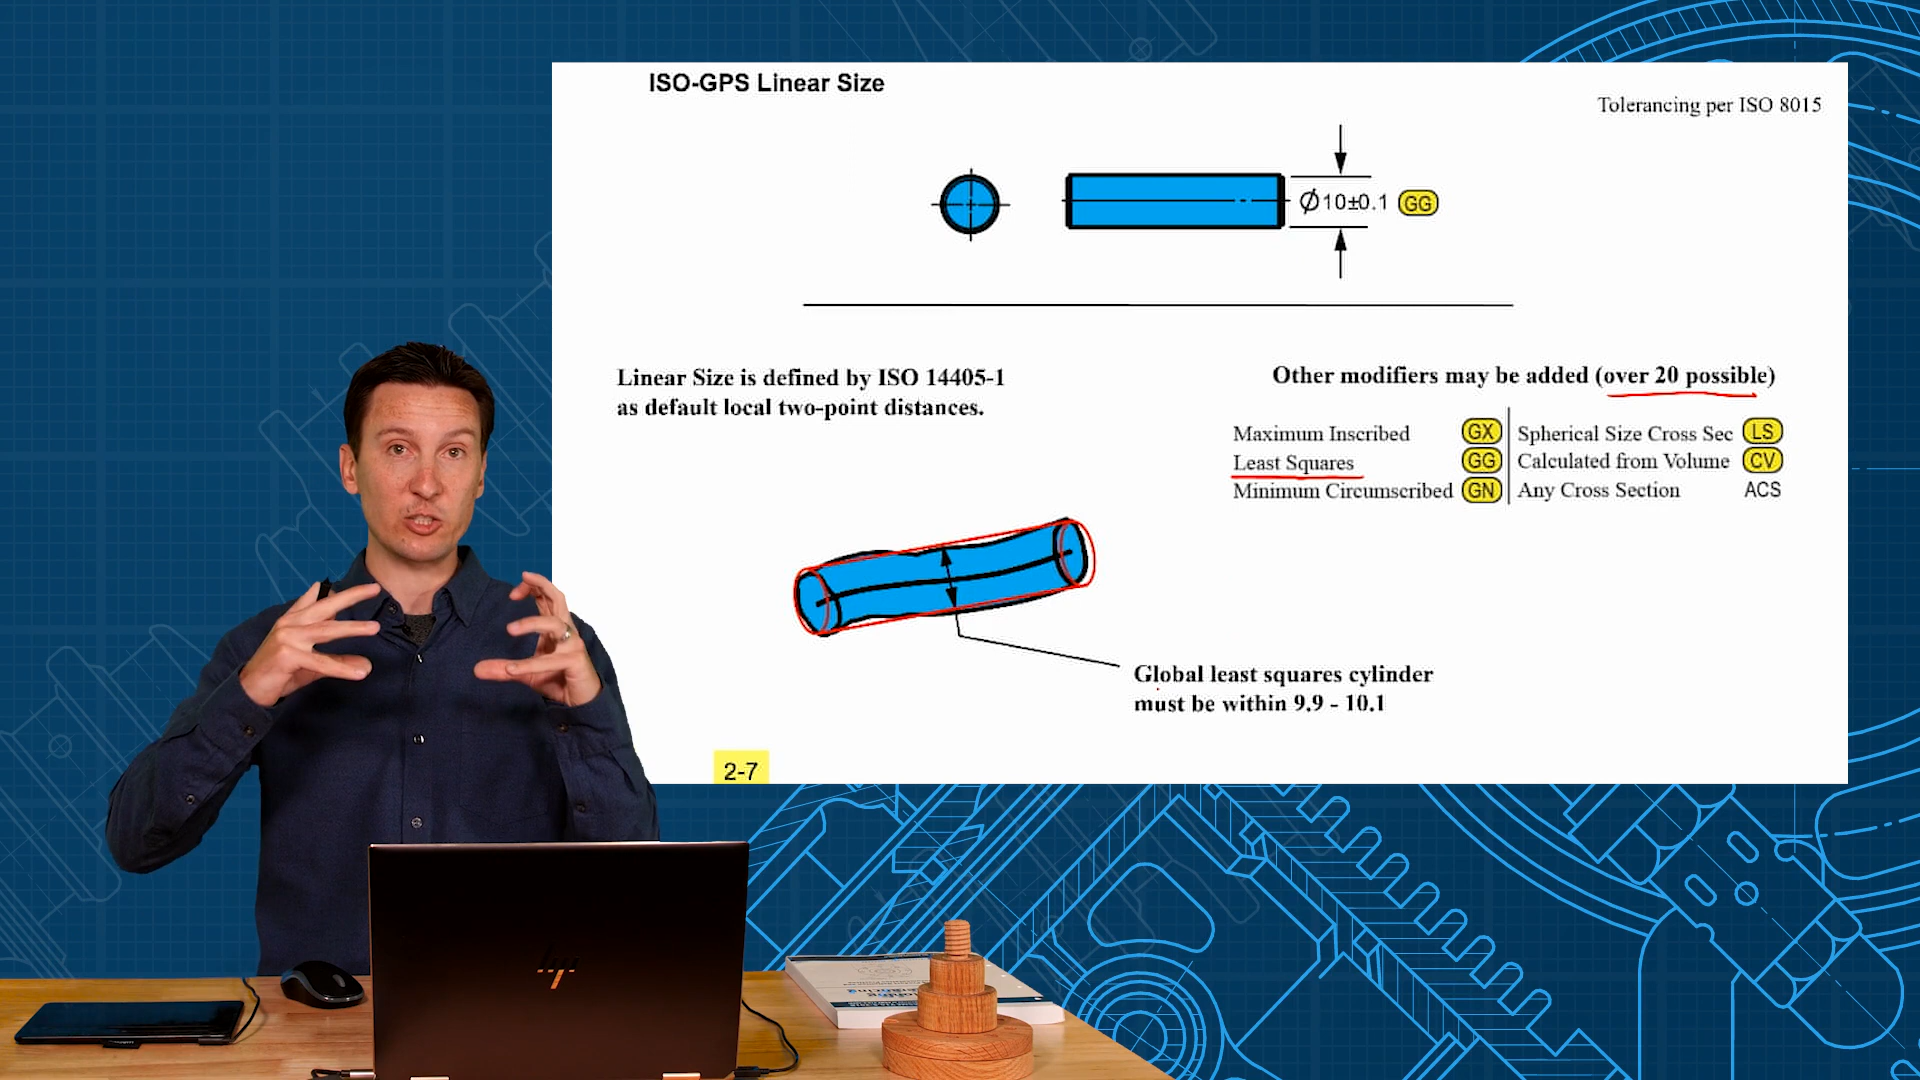 ISO-GPS Linear Size
Tolerancing per ISO 8015
Ø10±0.1 GG
Linear Size is defined by ISO 14405-1
as default local two-point distances.
Other modifiers may be added (over 20 possible)
Maximum Inscribed GX
Least Squares GG
Minimum Circumscribed GN
Spherical Size Cross Sec LS
Calculated from Volume CV
Any Cross Section ACS
Global least squares cylinder
must be within 9.9 - 10.1
2-7
hp